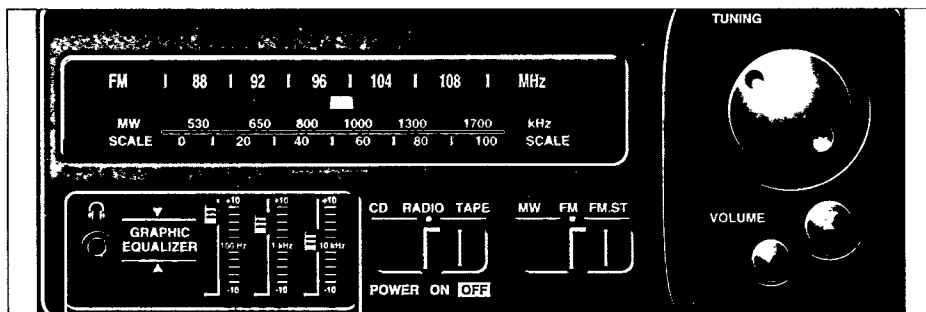 TUNING
FM 88 92 96 104 108 MHz
MW 530 650 800 1000 1300 1700 kHz
SCALE 0 20 40 60 80 100 SCALE
+10 +10 +10
CD RADIO TAPE MW FM FM.ST
VOLUME
GRAPHIC
EQUALIZER
100 Hz 1 kHz 10 kHz
-10 -10 -10
POWER ON OFF